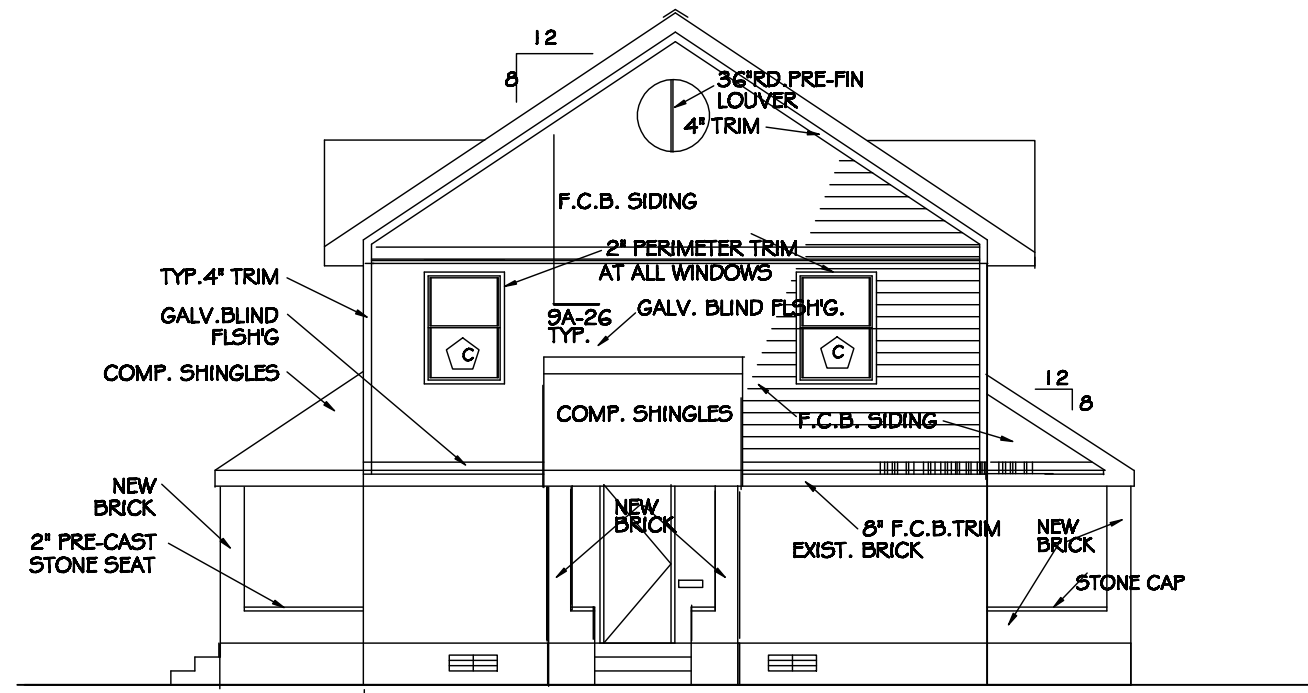 12
8
36"RD.PRE-FIN
LOUVER
4" TRIM
F.C.B. SIDING
2" PERIMETER TRIM
AT ALL WINDOWS
TYP.4" TRIM
GALV.BLIND
FLSH'G
GALV. BLIND FLSH'G.
9A-26
TYP.
C
C
COMP. SHINGLES
12
8
COMP. SHINGLES
F.C.B. SIDING
NEW
BRICK
2" PRE-CAST
STONE SEAT
NEW
BRICK
8" F.C.B.TRIM
EXIST. BRICK
NEW
BRICK
STONE CAP